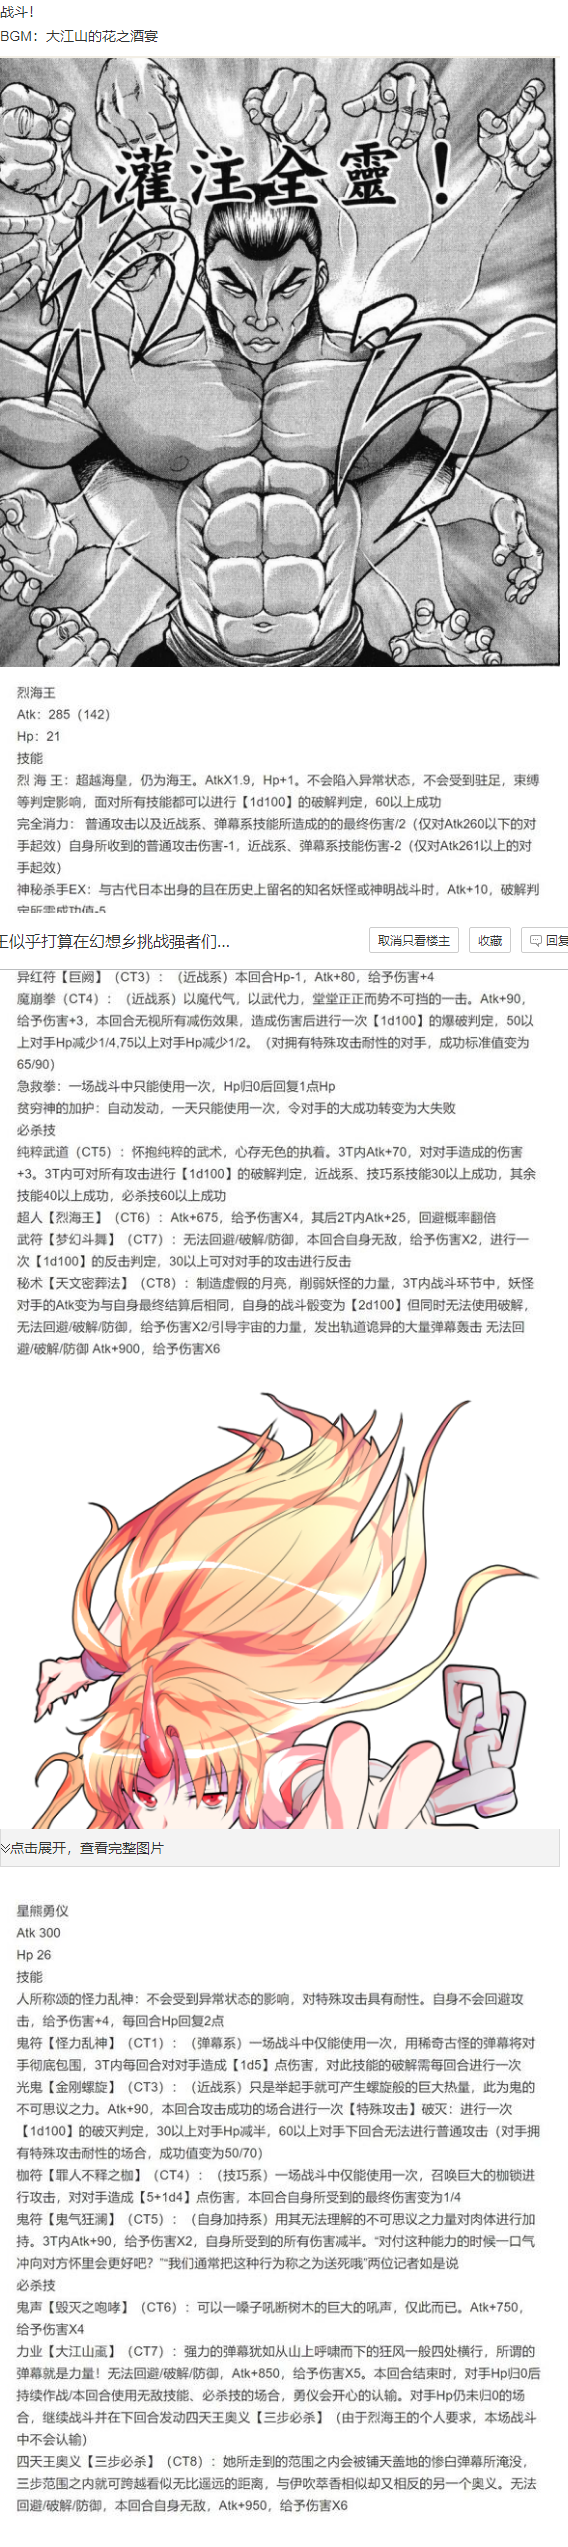 战斗！
BGM：大江山的花之酒宴
灌注全靈！
烈海王
Atk：285（142）
Hp：21
技能
烈 海 王：超越海皇，仍为海王。AtkX1.9，Hp+1。不会陷入异常状态，不会受到驻足，束缚
等判定影响，面对所有技能都可以进行【1d100】的破解判定，60以上成功
完全消力： 普通攻击以及近战系、弹幕系技能所造成的的最终伤害/2（仅对Atk260以下的对
手起效）自身所收到的普通攻击伤害-1，近战系、弹幕系技能伤害-2（仅对Atk261以上的对
手起效）
神秘杀手EX：与古代日本出身的且在历史上留名的知名妖怪或神明战斗时，Atk+10，破解判
定所需成功值-5
王似乎打算在幻想乡挑战强者们...
取消只看楼主
收藏
回复
异红符【巨阙】（CT3）：（近战系）本回合Hp-1，Atk+80，给予伤害+4
魔崩拳（CT4）：（近战系）以魔代气，以武代力，堂堂正正而势不可挡的一击。Atk+90，
给予伤害+3，本回合无视所有减伤效果，造成伤害后进行一次【1d100】的爆破判定，50以
上对手Hp减少1/4,75以上对手Hp减少1/2。（对拥有特殊攻击耐性的对手，成功标准值变为
65/90）
急救拳：一场战斗中只能使用一次，Hp归0后回复1点Hp
贫穷神的加护：自动发动，一天只能使用一次，令对手的大成功转变为大失败
必杀技
纯粹武道（CT5）：怀抱纯粹的武术，心存无色的执着。3T内Atk+70，对对手造成的伤害
+3。3T内可对所有攻击进行【1d100】的破解判定，近战系、技巧系技能30以上成功，其余
技能40以上成功，必杀技60以上成功
超人【烈海王】（CT6）：Atk+675，给予伤害X4，其后2T内Atk+25，回避概率翻倍
武符【梦幻斗舞】（CT7）：无法回避/破解/防御，本回合自身无敌，给予伤害X2，进行一
次【1d100】的反击判定，30以上可对对手的攻击进行反击
秘术【天文密葬法】（CT8）：制造虚假的月亮，削弱妖怪的力量，3T内战斗环节中，妖怪
对手的Atk变为与自身最终结算后相同，自身的战斗骰变为【2d100】但同时无法使用破解，
无法回避/破解/防御，给予伤害X2/引导宇宙的力量，发出轨道诡异的大量弹幕轰击 无法回
避/破解/防御 Atk+900，给予伤害X6
点击展开，查看完整图片
星熊勇仪
Atk 300
Hp 26
技能
人所称颂的怪力乱神：不会受到异常状态的影响，对特殊攻击具有耐性。自身不会回避攻
击，给予伤害+4，每回合Hp回复2点
鬼符【怪力乱神】（CT1）：（弹幕系）一场战斗中仅能使用一次，用稀奇古怪的弹幕将对
手彻底包围，3T内每回合对对手造成【1d5】点伤害，对此技能的破解需每回合进行一次
光鬼【金刚螺旋】（CT3）：（近战系）只是举起手就可产生螺旋般的巨大热量，此为鬼的
不可思议之力。Atk+90，本回合攻击成功的场合进行一次【特殊攻击】破灭：进行一次
【1d100】的破灭判定，30以上对手Hp减半，60以上对手下回合无法进行普通攻击（对手拥
有特殊攻击耐性的场合，成功值变为50/70）
枷符【罪人不释之枷】（CT4）：（技巧系）一场战斗中仅能使用一次，召唤巨大的枷锁进
行攻击，对对手造成【5+1d4】点伤害，本回合自身所受到的最终伤害变为1/4
鬼符【鬼气狂澜】（CT5）：（自身加持系）用其无法理解的不可思议之力量对肉体进行加
持。3T内Atk+90，给予伤害X2，自身所受到的所有伤害减半。“对付这种能力的时候一口气
冲向对方怀里会更好吧？”“我们通常把这种行为称之为送死哦”两位记者如是说
必杀技
鬼声【毁灭之咆哮】（CT6）：可以一嗓子吼断树木的巨大的吼声，仅此而已。Atk+750，
给予伤害X4
力业【大江山嵐】（CT7）：强力的弹幕犹如从山上呼啸而下的狂风一般四处横行，所谓的
弹幕就是力量！无法回避/破解/防御，Atk+850，给予伤害X5。本回合结束时，对手Hp归0后
持续作战/本回合使用无敌技能、必杀技的场合，勇仪会开心的认输。对手Hp仍未归0的场
合，继续战斗并在下回合发动四天王奥义【三步必杀】（由于烈海王的个人要求，本场战斗
中不会认输）
四天王奥义【三步必杀】（CT8）：她所走到的范围之内会被铺天盖地的惨白弹幕所淹没，
三步范围之内就可跨越看似无比遥远的距离，与伊吹萃香相似却又相反的另一个奥义。无法
回避/破解/防御，本回合自身无敌，Atk+950，给予伤害X6